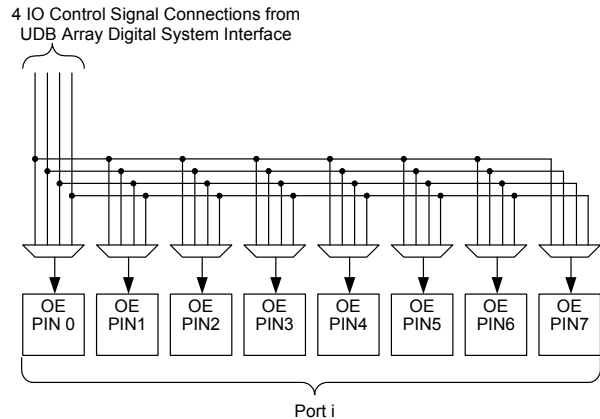 4 IO Control Signal Connections from
UDB Array Digital System Interface
OE
PIN 0
OE
PIN1
OE
PIN2
OE
PIN3
OE
PIN4
OE
PIN5
OE
PIN6
OE
PIN7
Port i